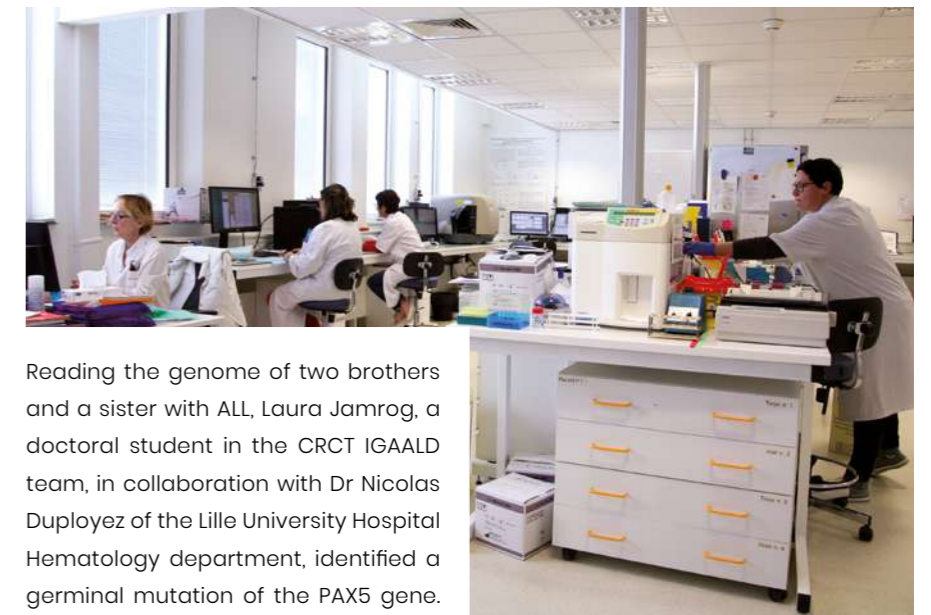 Reading the genome of two brothers
and a sister with ALL, Laura Jamrog, a
doctoral student in the CRCT IGAALD
team, in collaboration with Dr Nicolas
Duployez of the Lille University Hospital
Hematology department, identified a
germinal mutation of the PAX5 gene.